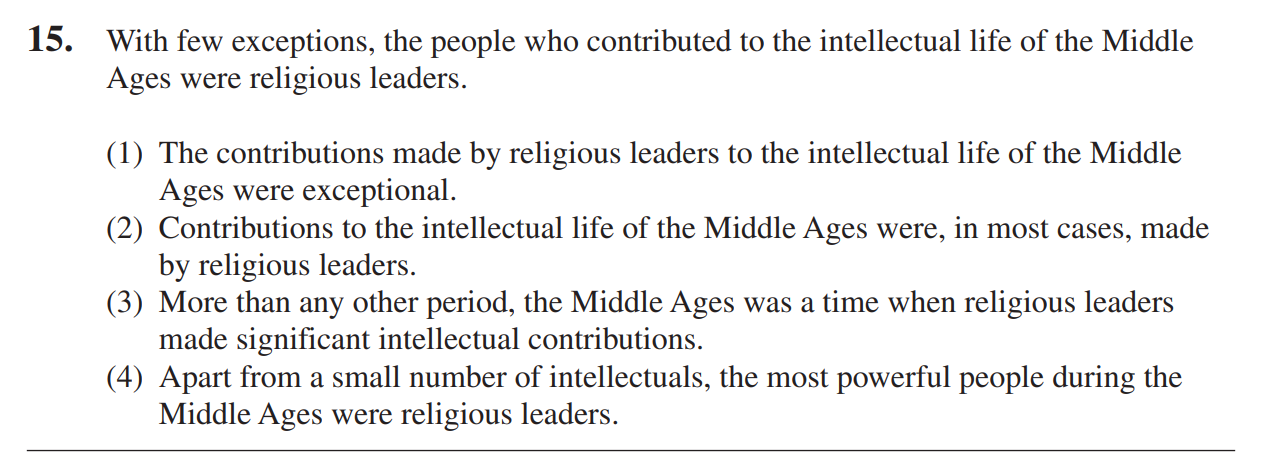 15. With few exceptions, the people who contributed to the intellectual life of the Middle
Ages were religious leaders.
(1) The contributions made by religious leaders to the intellectual life of the Middle
Ages were exceptional.
(2) Contributions to the intellectual life of the Middle Ages were, in most cases, made
by religious leaders.
(3) More than any other period, the Middle Ages was a time when religious leaders
made significant intellectual contributions.
(4) Apart from a small number of intellectuals, the most powerful people during the
Middle Ages were religious leaders.